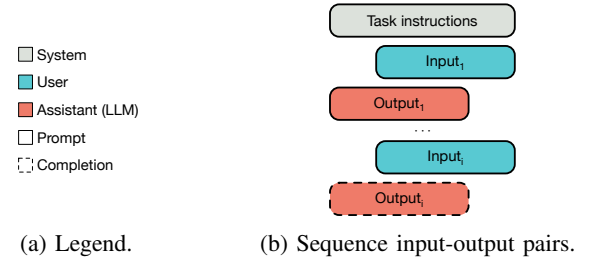 System
User
Assistant (LLM)
Prompt
Completion
(a) Legend.
Task instructions
Input₁
Output₁
...
Inputᵢ
Outputᵢ
(b) Sequence input-output pairs.